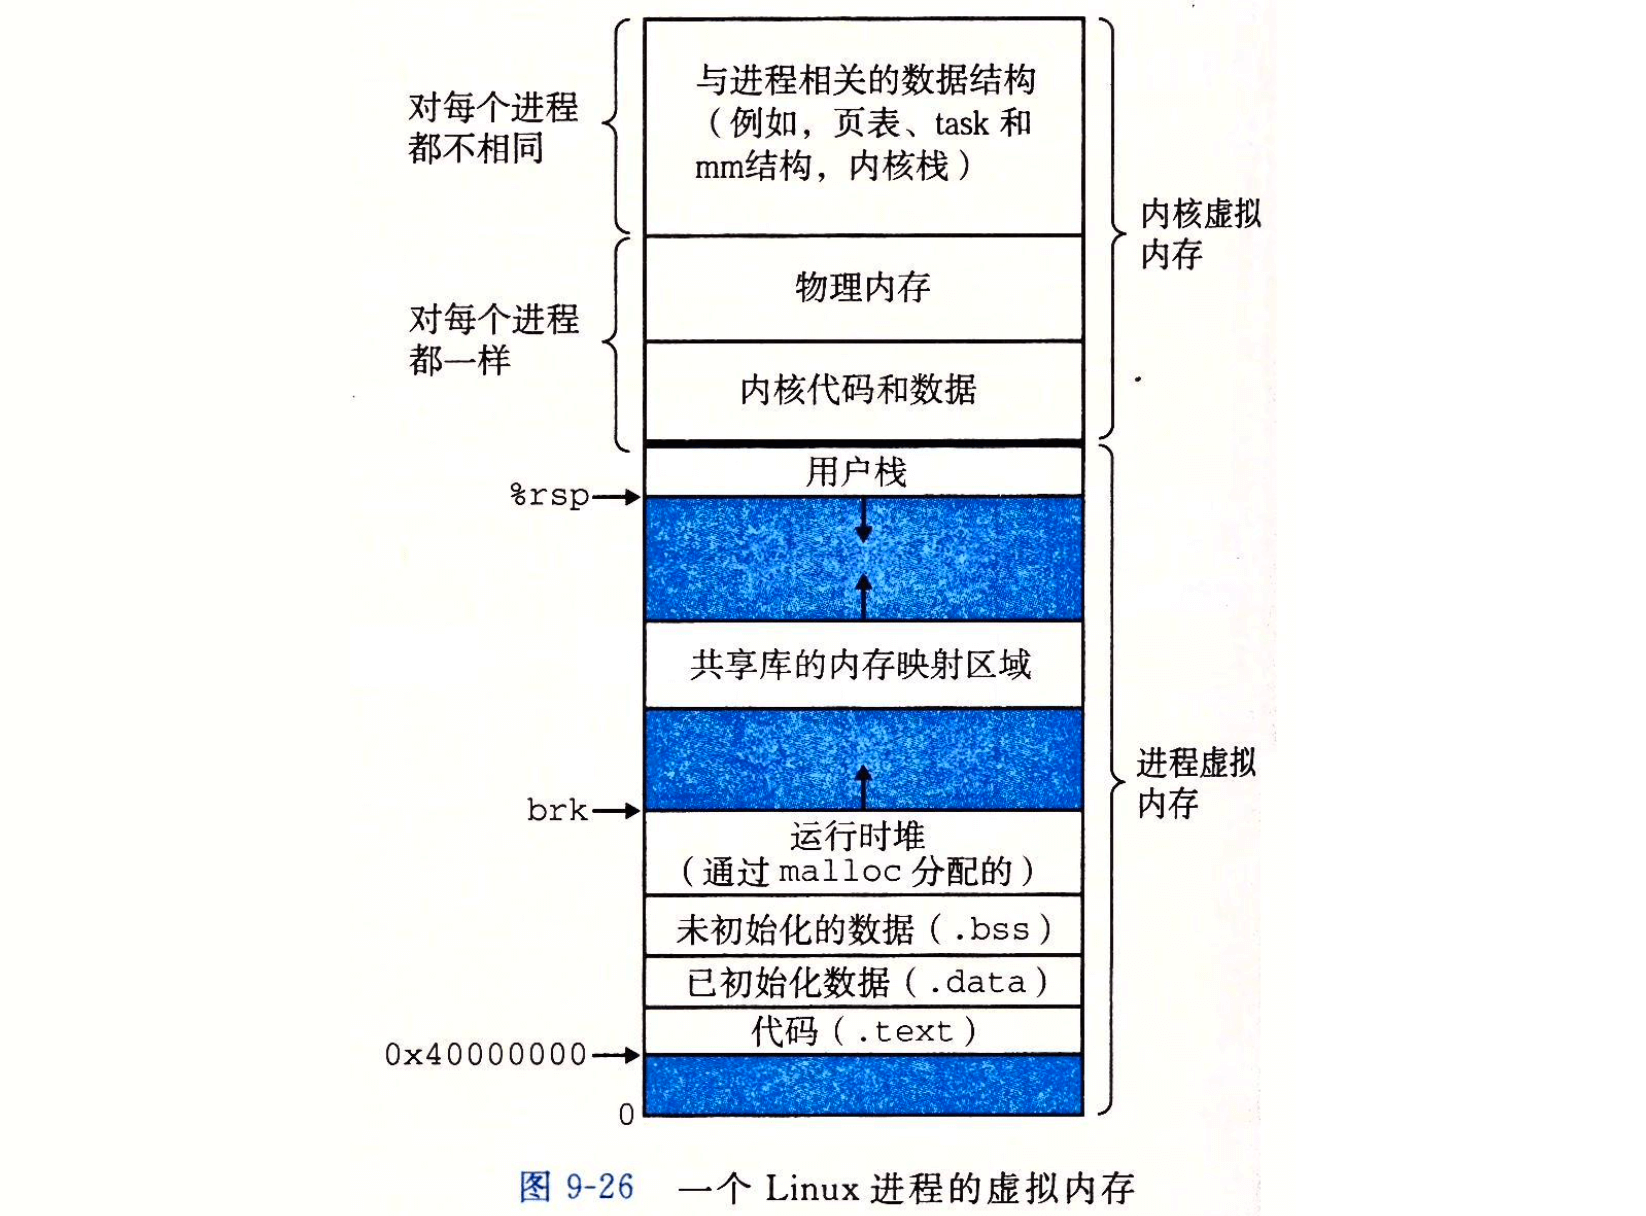 对每个进程
都不相同
与进程相关的数据结构
（例如，页表、task 和
mm结构，内核栈）
内核虚拟
内存
对每个进程
都一样
物理内存
内核代码和数据
用户栈
%rsp
共享库的内存映射区域
进程虚拟
内存
brk
运行时堆
（通过 malloc 分配的）
未初始化的数据（.bss）
已初始化数据（.data）
代码（.text）
0x40000000
0
图 9-26 一个 Linux 进程的虚拟内存